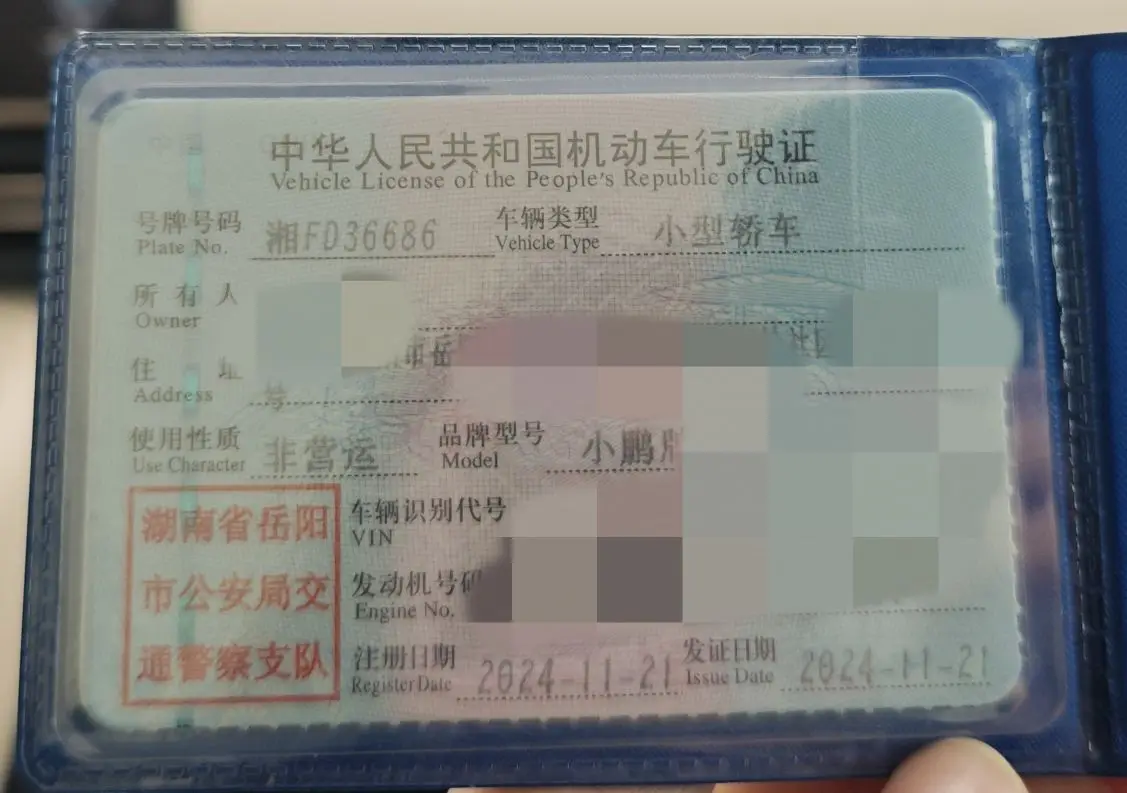 中华人民共和国机动车行驶证
Vehicle License of the People's Republic of China
号牌号码 湘FD36686 车辆类型 小型轿车
Plate No. Vehicle Type
所有人
Owner
住址 市岳
Address 号
使用性质 非营运 品牌型号 小鹏牌
Use Character Model
湖南省岳阳
市公安局交
通警察支队
车辆识别代号
VIN
发动机号码
Engine No.
注册日期 2024-11-21 发证日期 2024-11-21
Register Date Issue Date